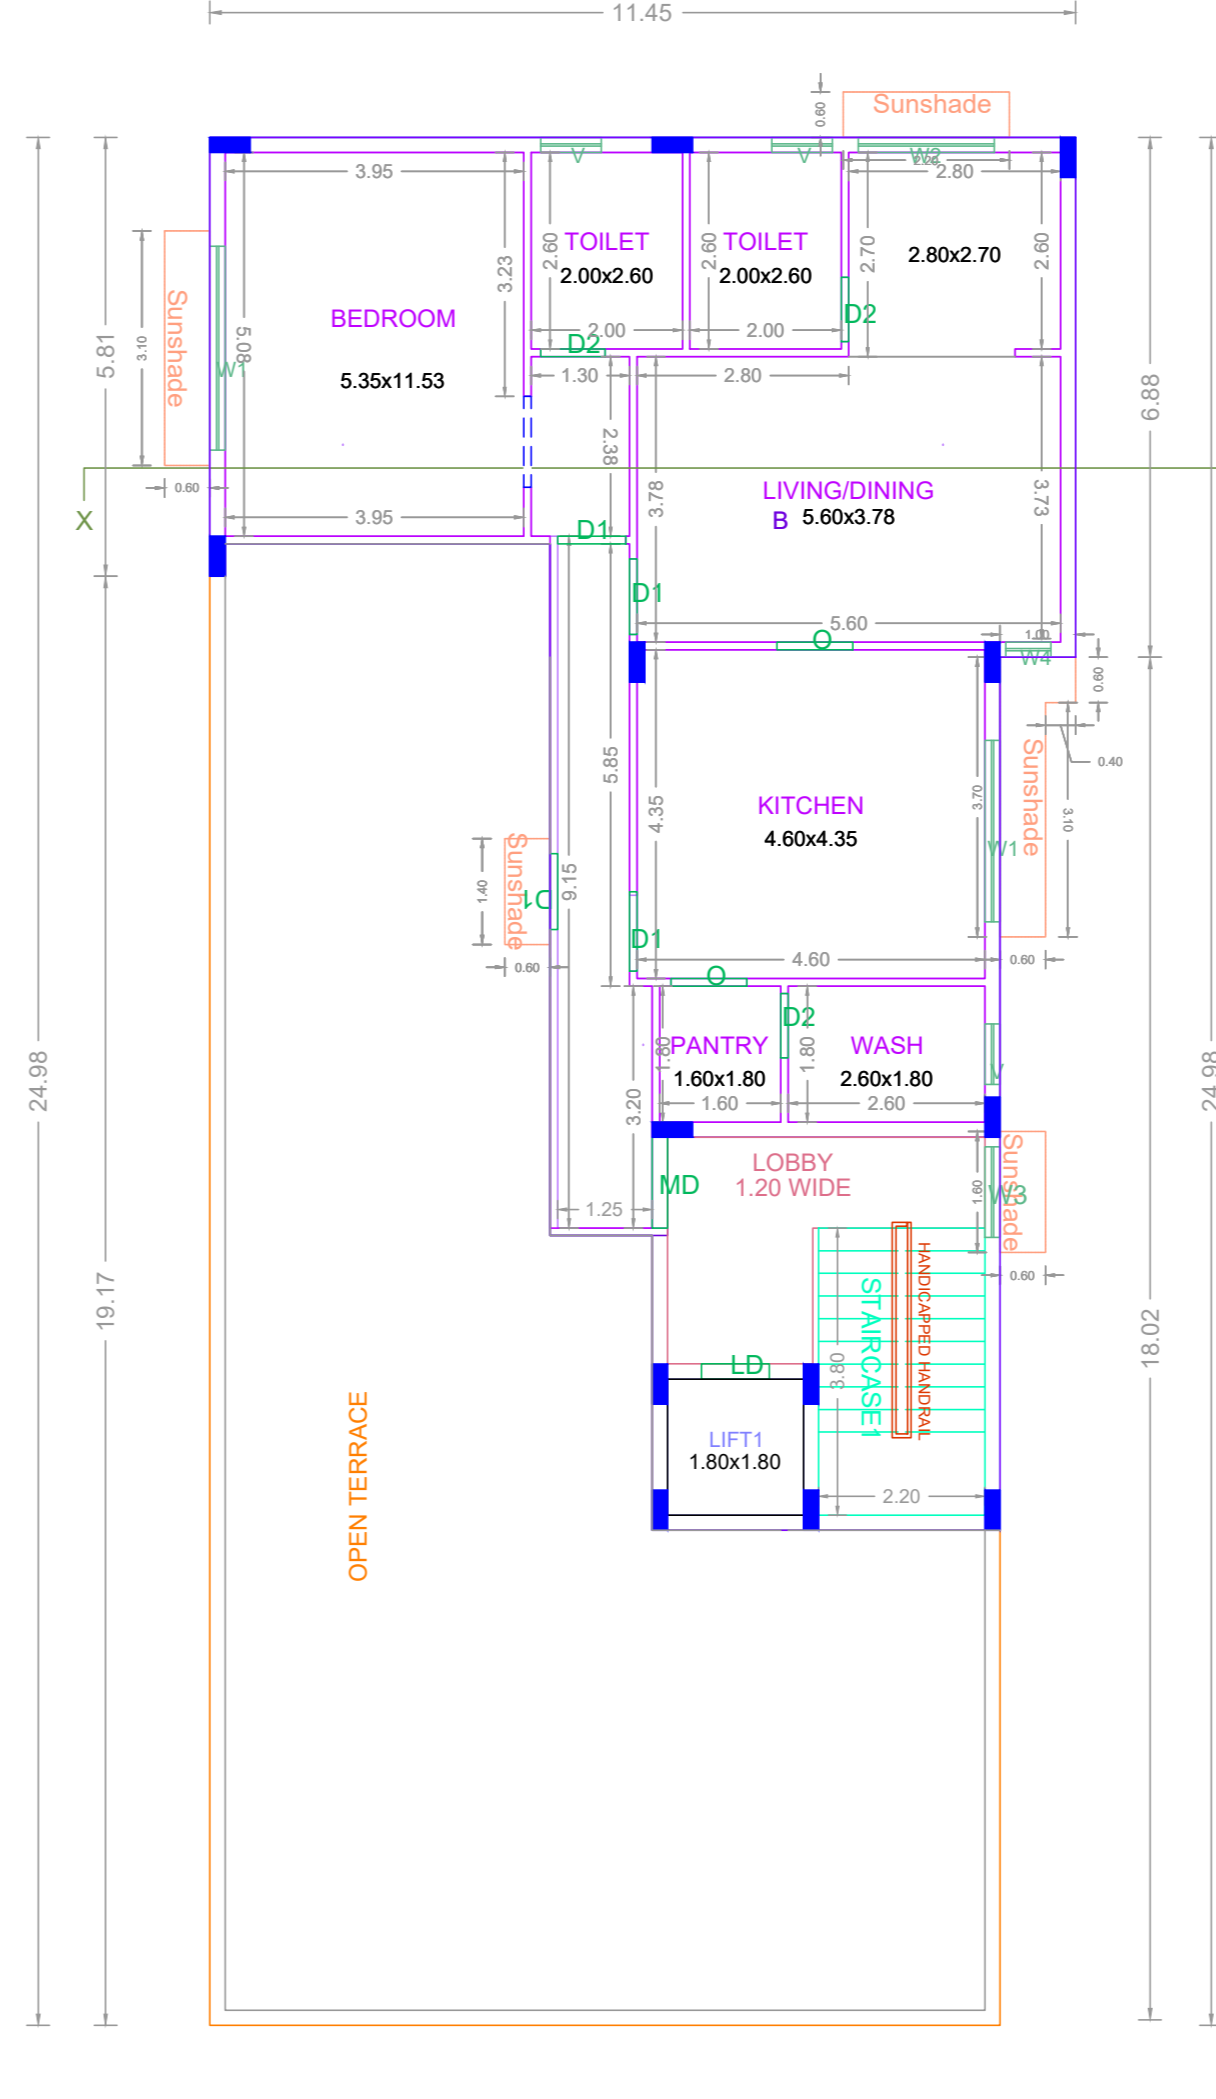 11.45
Sunshade
0.60
V
V
W2
2.20
3.95
2.80
TOILET
2.00x2.60
TOILET
2.00x2.60
2.80x2.70
2.60
2.60
2.70
2.60
3.23
Sunshade
3.10
W1
5.08
BEDROOM
5.35x11.53
5.81
D2
2.00
D2
2.00
1.30
2.80
6.88
2.38
3.78
LIVING/DINING
B 5.60x3.78
3.73
X
0.60
3.95
D1
D1
5.60
O
1.00
W4
0.60
0.40
Sunshade
3.10
3.70
W1
5.85
4.35
KITCHEN
4.60x4.35
Sunshade
1.40
D1
9.15
0.60
D1
4.60
0.60
O
D2
24.98
24.98
1.80
PANTRY
1.60x1.80
1.80
WASH
2.60x1.80
V
1.60
2.60
3.20
LOBBY
1.20 WIDE
MD
1.60
W3
Sunshade
1.25
0.60
19.17
18.02
STAIRCASE1
HANDICAPPED HANDRAIL
3.80
LD
LIFT1
1.80x1.80
2.20
OPEN TERRACE